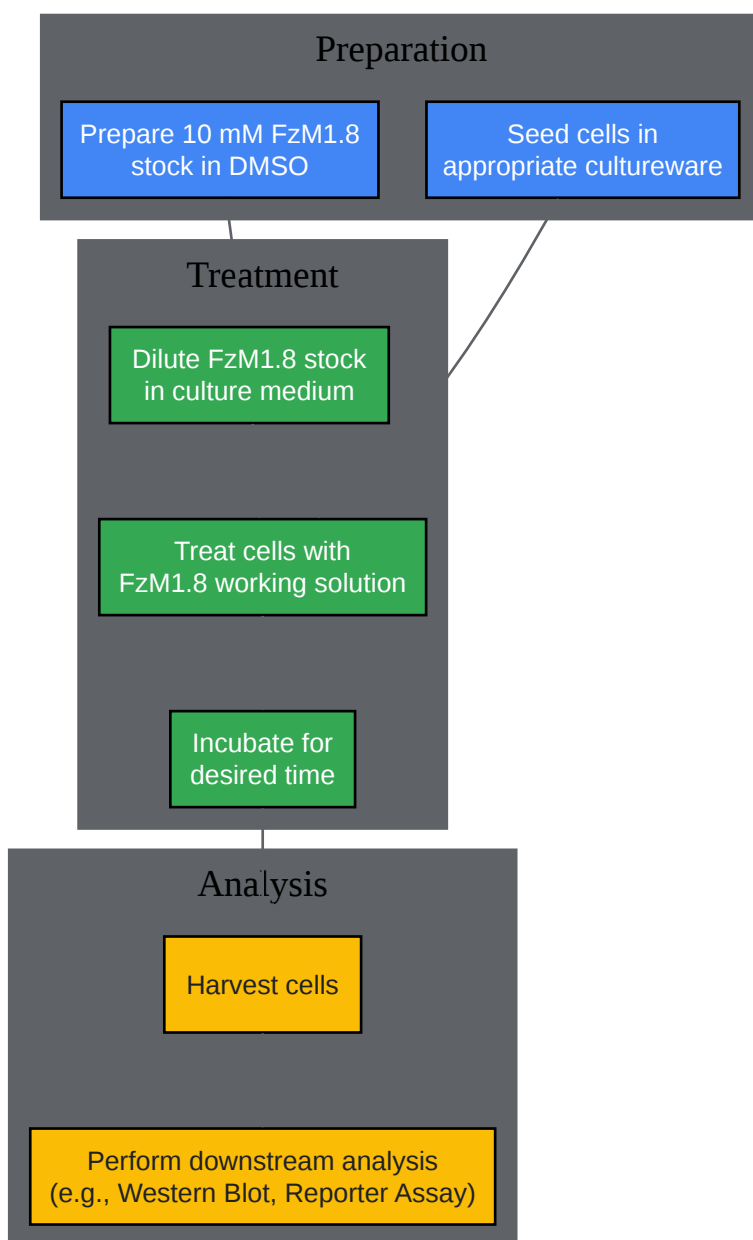 Preparation
Prepare 10 mM FzM1.8
stock in DMSO
Seed cells in
appropriate cultureware
Treatment
Dilute FzM1.8 stock
in culture medium
Treat cells with
FzM1.8 working solution
Incubate for
desired time
Analysis
Harvest cells
Perform downstream analysis
(e.g., Western Blot, Reporter Assay)